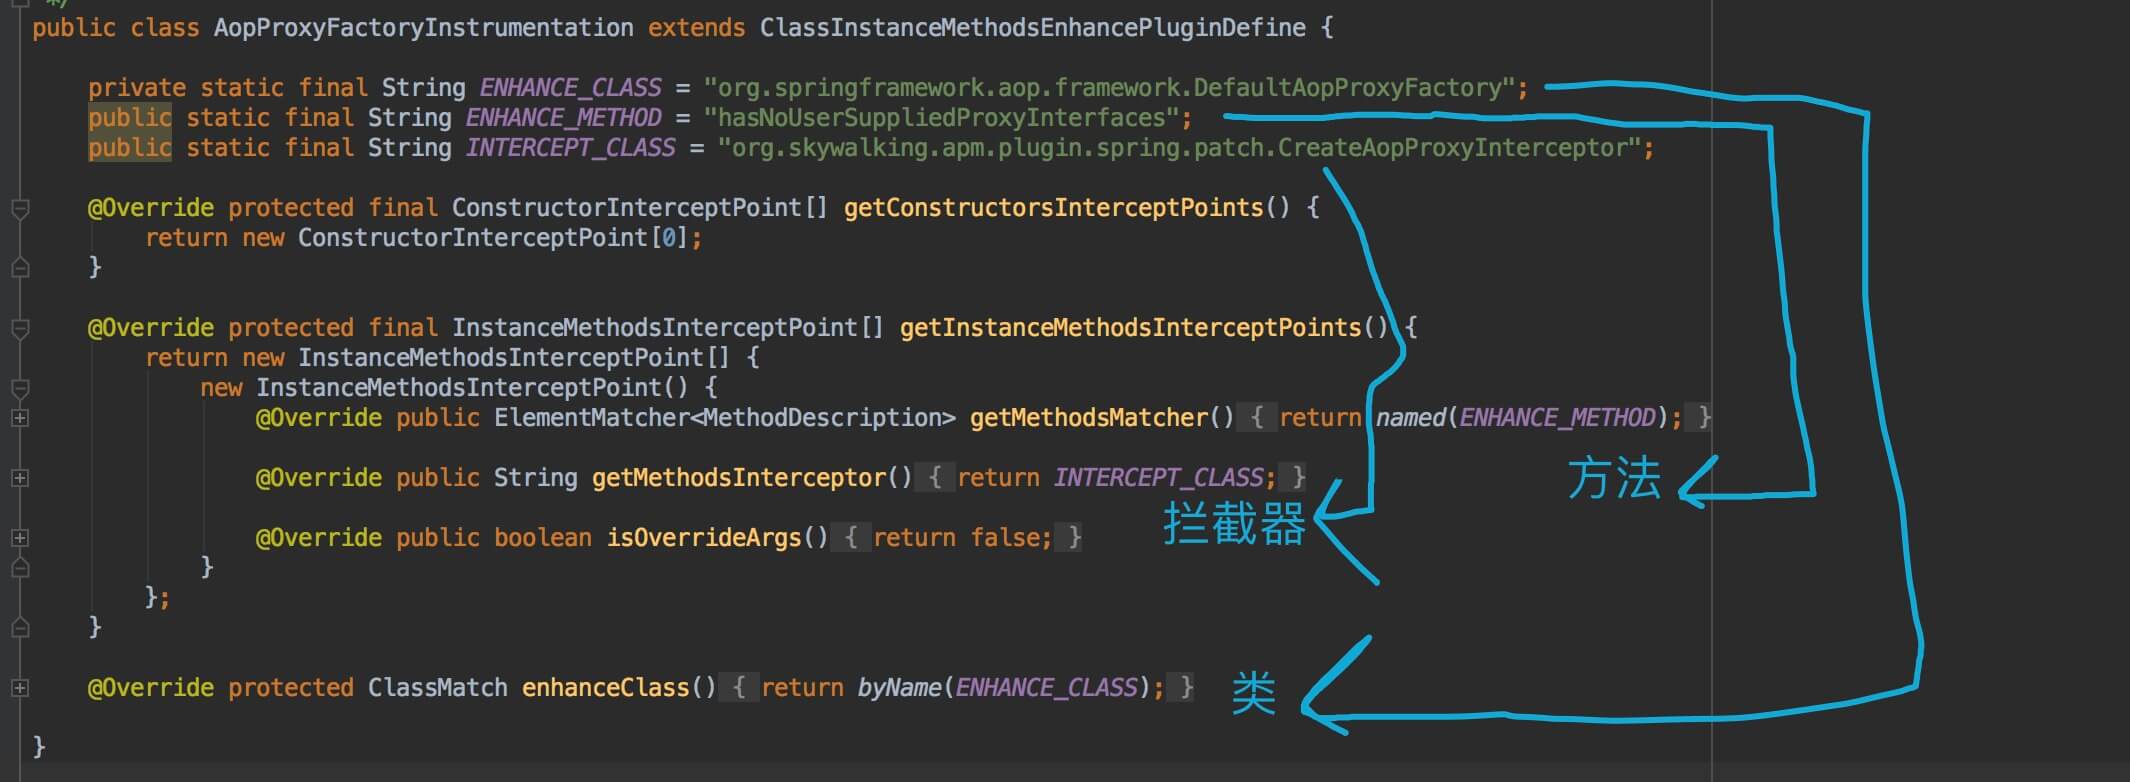 */
public class AopProxyFactoryInstrumentation extends ClassInstanceMethodsEnhancePluginDefine {
private static final String ENHANCE_CLASS = "org.springframework.aop.framework.DefaultAopProxyFactory";
public static final String ENHANCE_METHOD = "hasNoUserSuppliedProxyInterfaces";
public static final String INTERCEPT_CLASS = "org.skywalking.apm.plugin.spring.patch.CreateAopProxyInterceptor";
@Override protected final ConstructorInterceptPoint[] getConstructorsInterceptPoints() {
return new ConstructorInterceptPoint[0];
}
@Override protected final InstanceMethodsInterceptPoint[] getInstanceMethodsInterceptPoints() {
return new InstanceMethodsInterceptPoint[] {
new InstanceMethodsInterceptPoint() {
@Override public ElementMatcher<MethodDescription> getMethodsMatcher() { return named(ENHANCE_METHOD); }
方法
@Override public String getMethodsInterceptor() { return INTERCEPT_CLASS; }
拦截器
@Override public boolean isOverrideArgs() { return false; }
}
};
}
@Override protected ClassMatch enhanceClass() { return byName(ENHANCE_CLASS); }
类
}